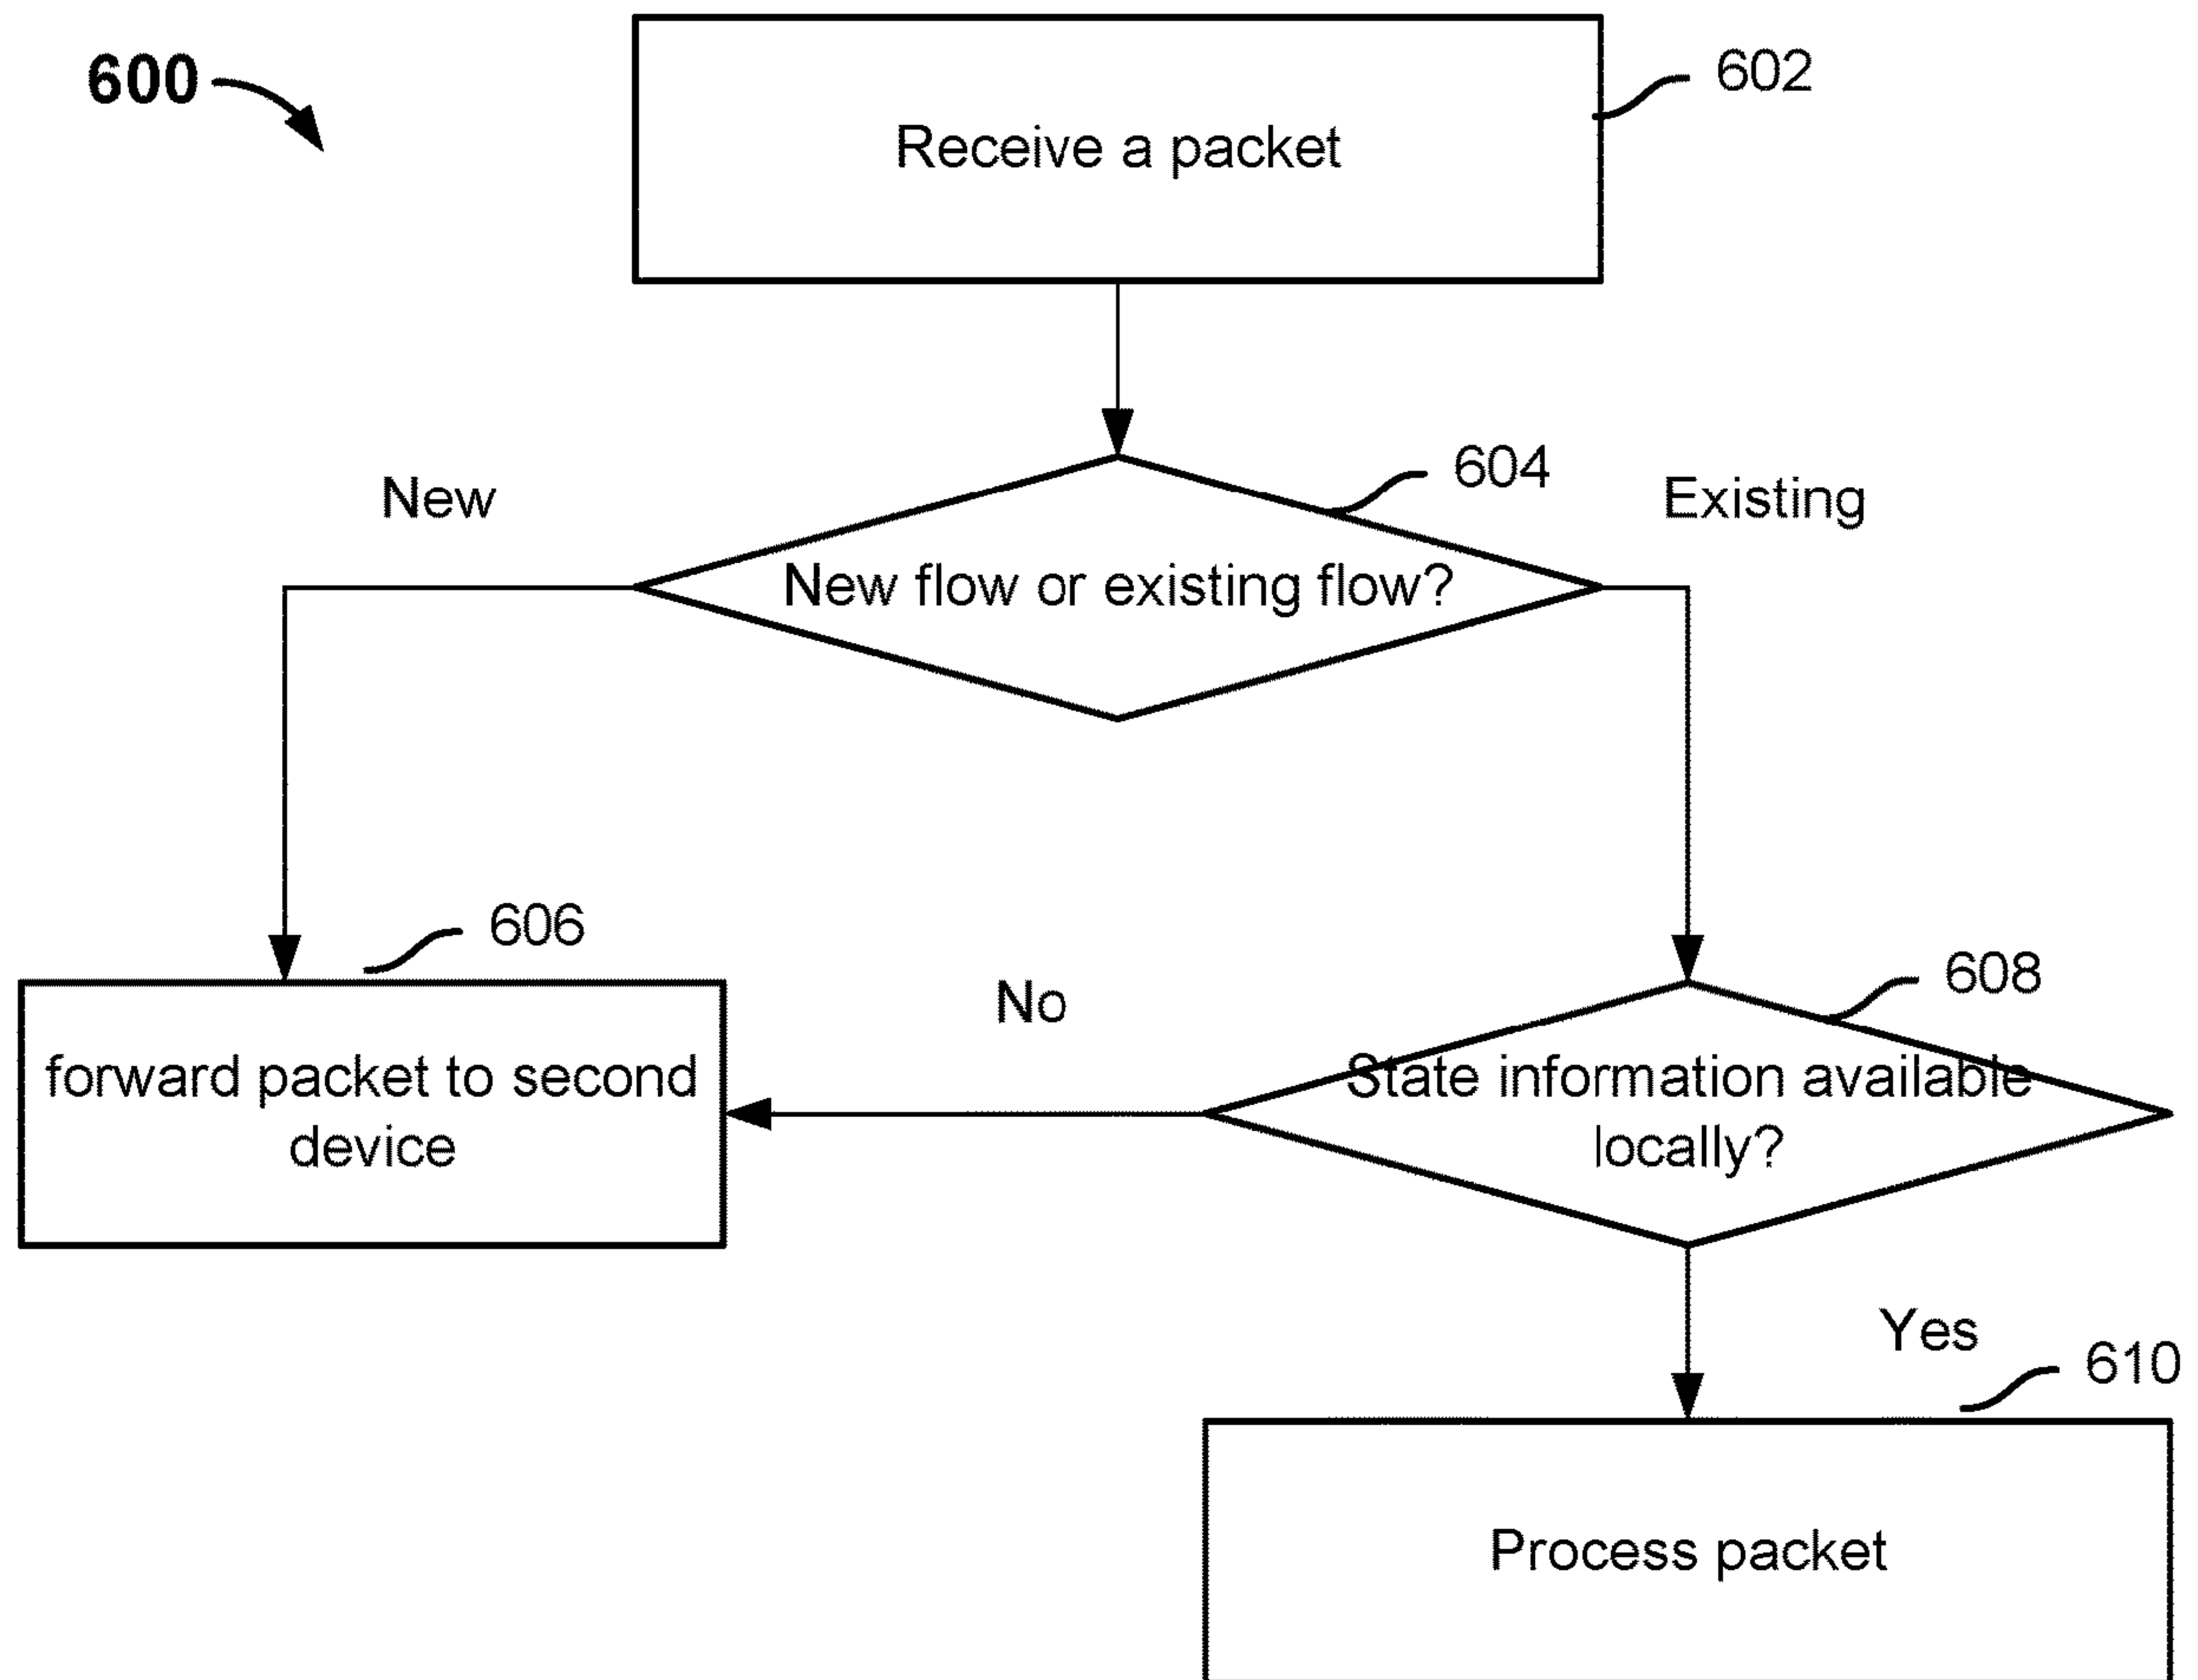 600
602
Receive a packet
604
New
Existing
New flow or existing flow?
606
608
No
forward packet to second
device
State information available
locally?
Yes
610
Process packet